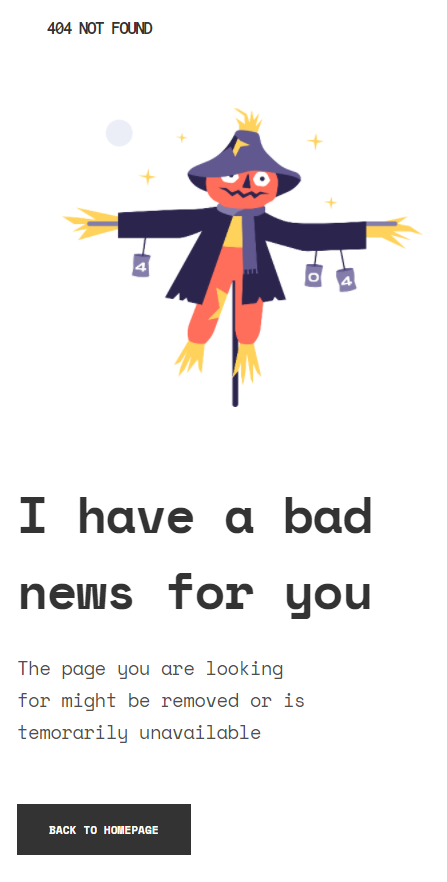 404 NOT FOUND
4
0
4
I have a bad
news for you
The page you are looking
for might be removed or is
temorarily unavailable
BACK TO HOMEPAGE